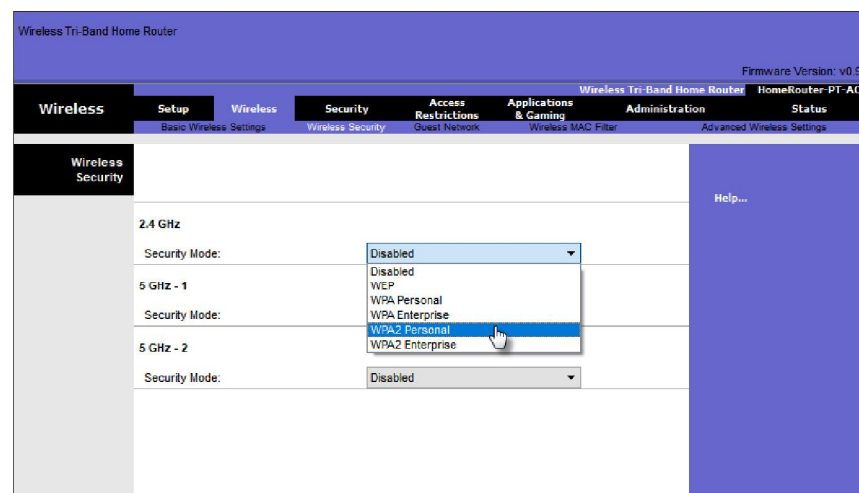 Wireless Tri-Band Home Router
Firmware Version: v0.9
Wireless Tri-Band Home Router HomeRouter-PT-AC
Wireless
Setup Wireless Security Access Restrictions Applications & Gaming Administration Status
Basic Wireless Settings Wireless Security Guest Network Wireless MAC Filter Advanced Wireless Settings
Wireless
Security
Help...
2.4 GHz
Security Mode: Disabled
Disabled
5 GHz - 1
WEP
WPA Personal
Security Mode:
WPA Enterprise
WPA2 Personal
5 GHz - 2
WPA2 Enterprise
Security Mode: Disabled